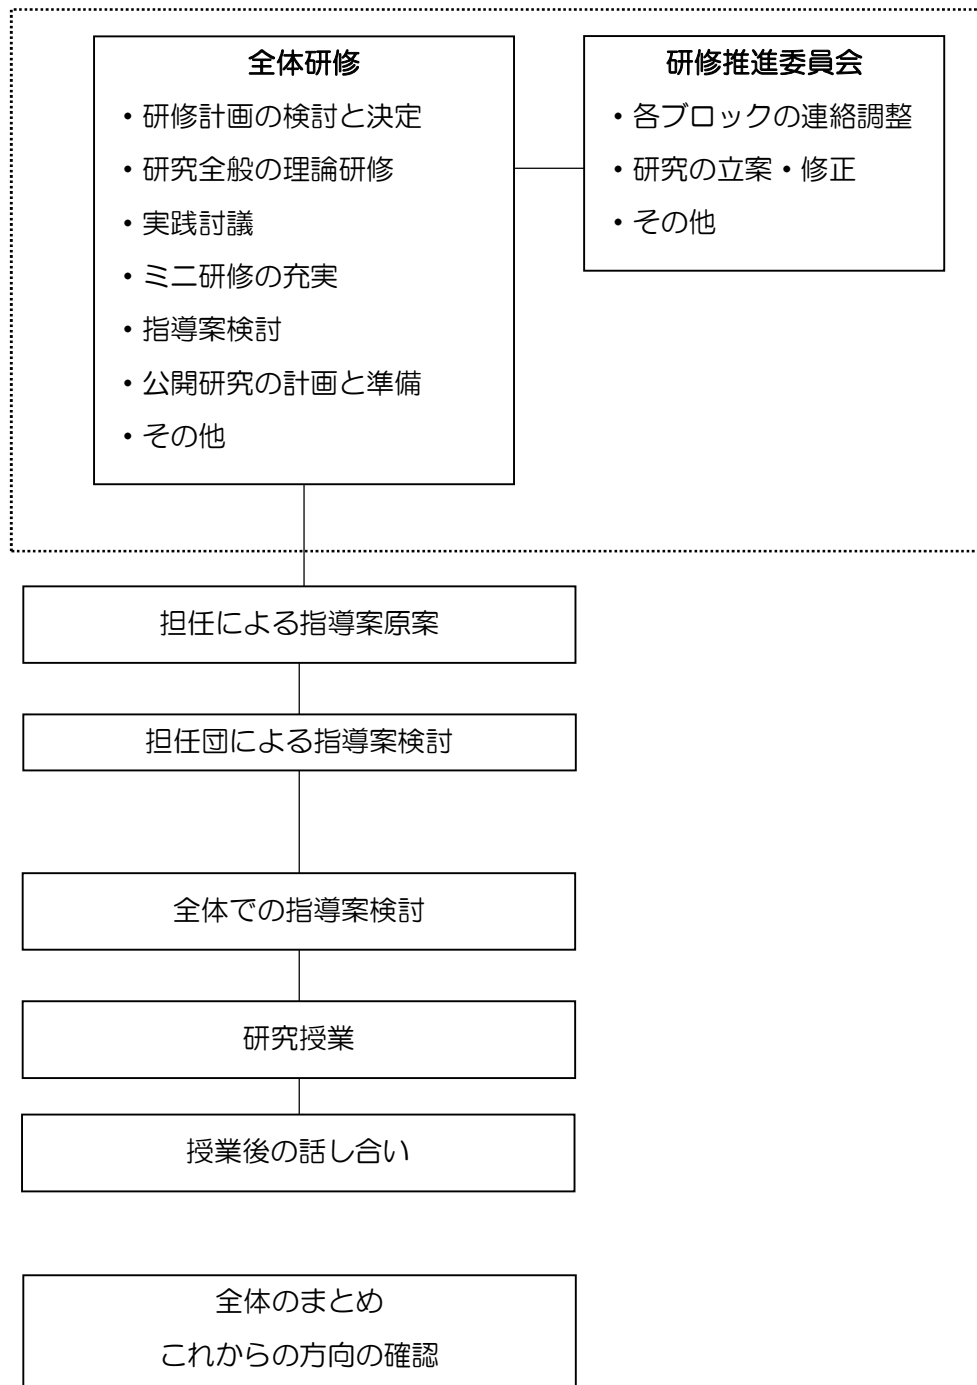 全体研修
・研修計画の検討と決定
・研究全般の理論研修
・実践討議
・ミニ研修の充実
・指導案検討
・公開研究の計画と準備
・その他
研修推進委員会
・各ブロックの連絡調整
・研究の立案・修正
・その他
担任による指導案原案
担任団による指導案検討
全体での指導案検討
研究授業
授業後の話し合い
全体のまとめ
これからの方向の確認